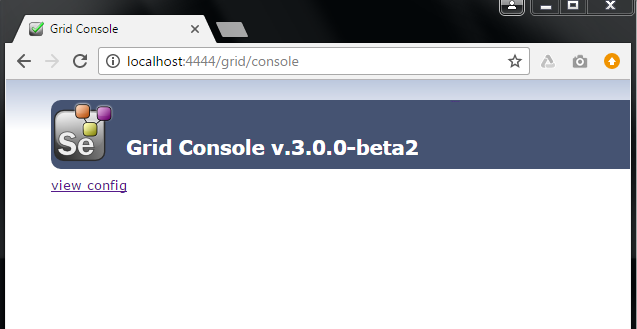 Grid Console
localhost:4444/grid/console
Se
Grid Console v.3.0.0-beta2
view config